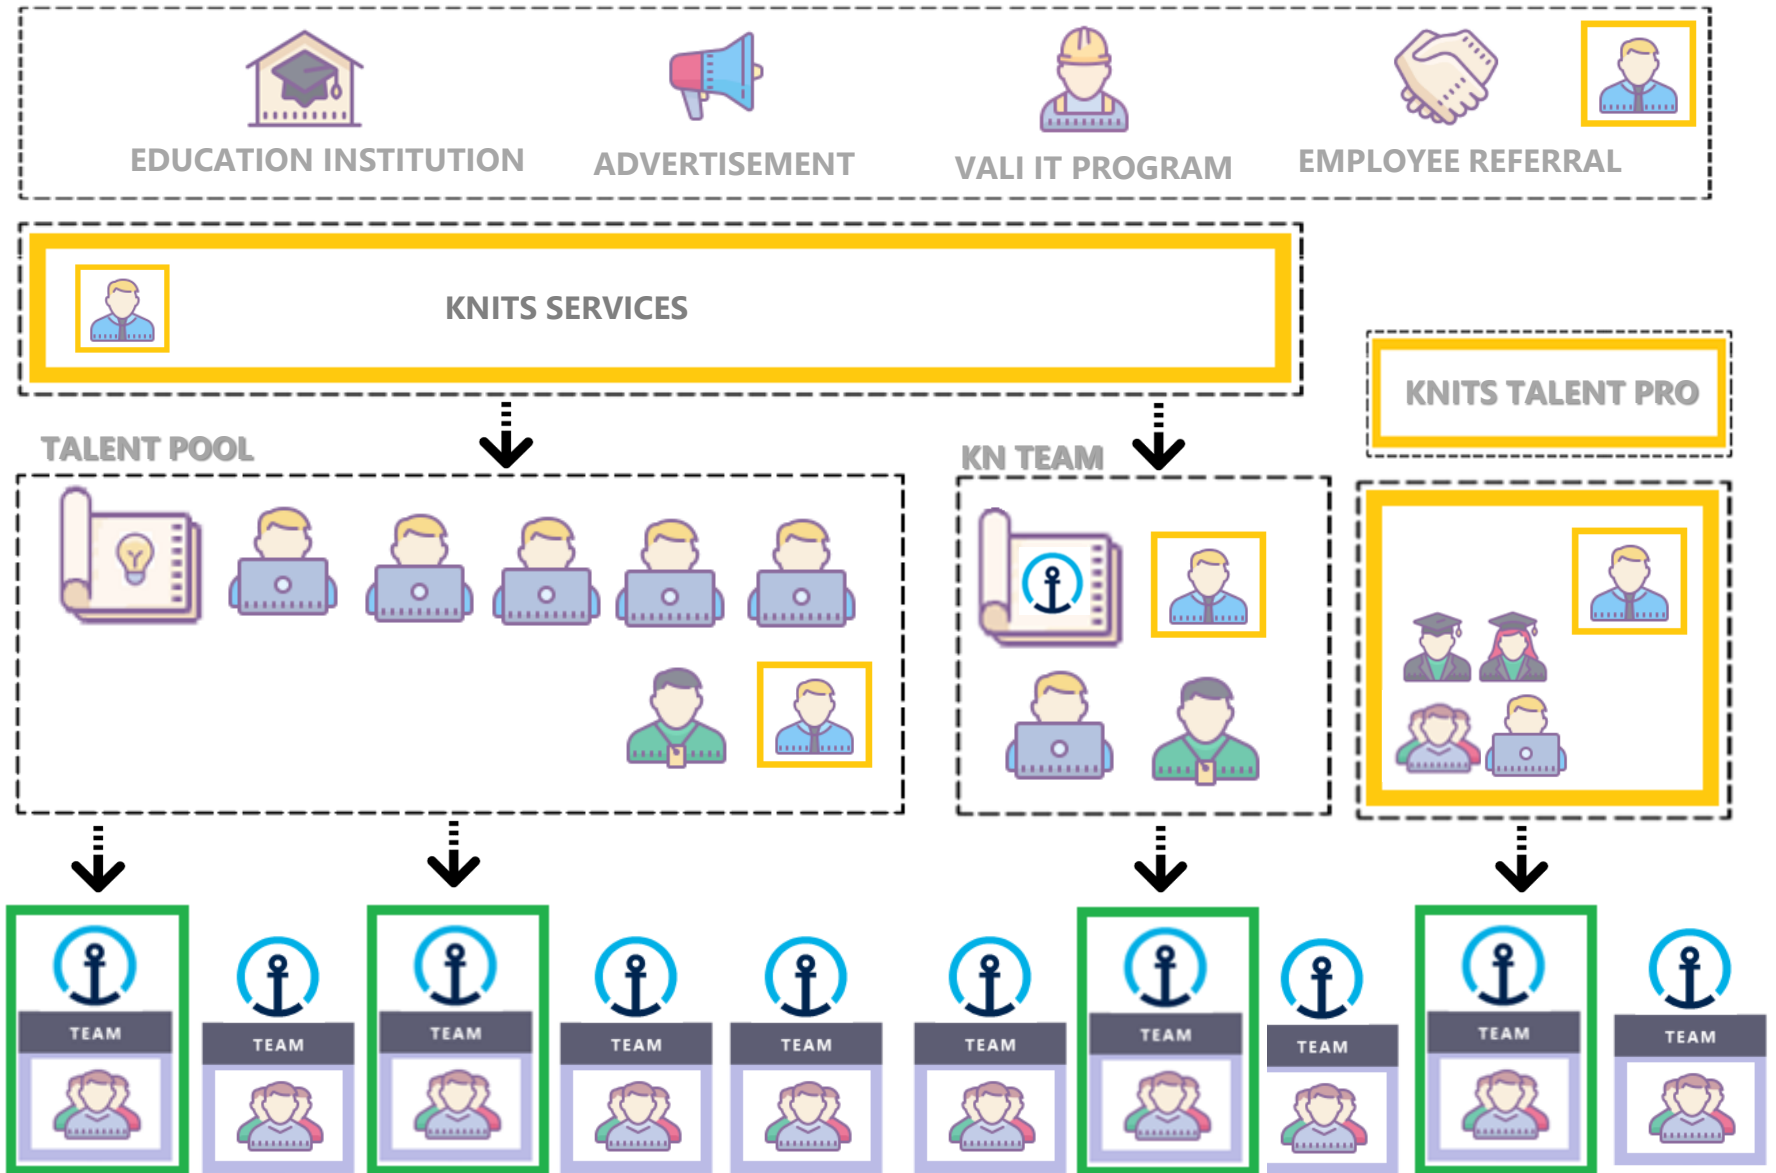 EDUCATION INSTITUTION
ADVERTISEMENT
VALI IT PROGRAM
EMPLOYEE REFERRAL
KNITS SERVICES
KNITS TALENT PRO
TALENT POOL
KN TEAM
TEAM
TEAM
TEAM
TEAM
TEAM
TEAM
TEAM
TEAM
TEAM
TEAM